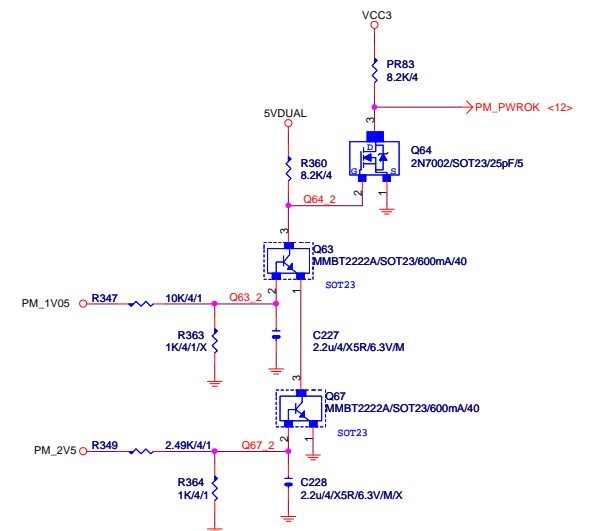 VCC3
PR83
8.2K/4
PM_PWROK <12>
5VDUAL
3
D
Q64
2N7002/SOT23/25pF/5
G
S
R360
8.2K/4
2
1
Q64_2
3
Q63
MMBT2222A/SOT23/600mA/40
SOT23
2
1
PM_1V05
R347
10K/4/1
Q63_2
R363
1K/4/1/X
C227
2.2u/4/X5R/6.3V/M
3
Q67
MMBT2222A/SOT23/600mA/40
SOT23
2
1
PM_2V5
R349
2.49K/4/1
Q67_2
R364
1K/4/1
C228
2.2u/4/X5R/6.3V/M/X